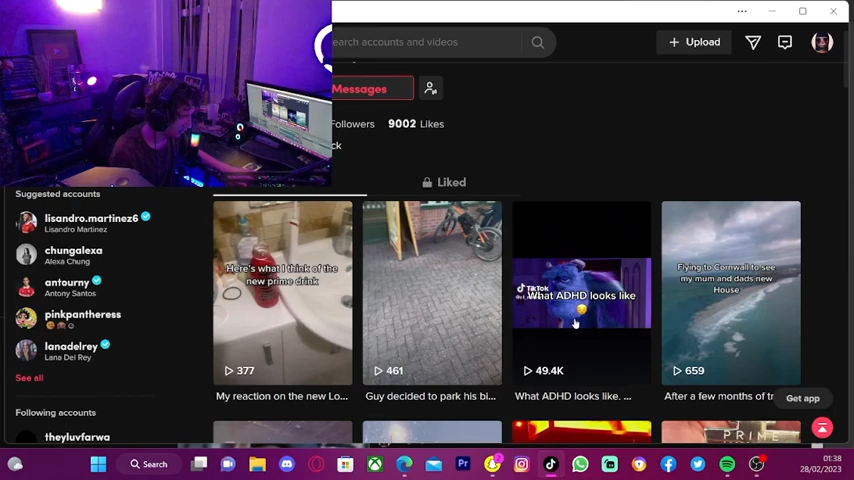 earch accounts and videos
Upload
Messages
Followers 9002 Likes
ck
Liked
Suggested accounts
lisandro.martinez6
Lisandro Martinez
chungalexa
Alexa Chung
antourny
Antony Santos
pinkpantheress
lanadelrey
Lana Del Rey
See all
Following accounts
theyluvfarwa
Here's what I think of the
new prime drink
377
My reaction on the new Lo...
461
Guy decided to park his bi...
TikTok
What ADHD looks like
49.4K
What ADHD looks like. ...
Flying to Cornwall to see
my mum and dads new
House
659
After a few months of tr
Get app
PRIME
Search
Pr
01:38
28/02/2023